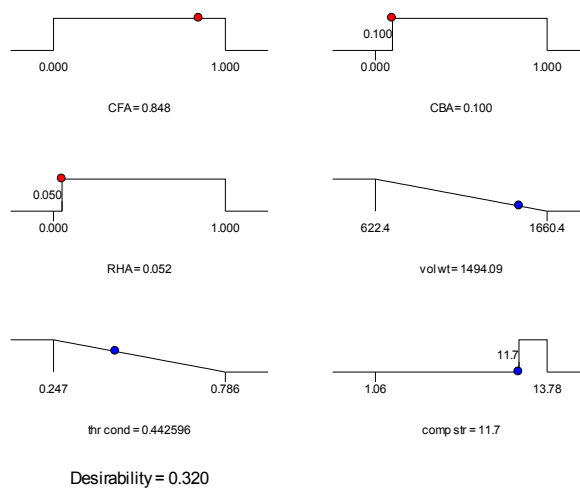 0.100
0.000 1.000 0.000 1.000
CFA = 0.848 CBA = 0.100
0.050
0.000 1.000 622.4 1660.4
RHA = 0.052 vol wt = 1494.09
11.7
0.247 0.786 1.06 13.78
thr cond = 0.442596 comp str = 11.7
Desirability = 0.320